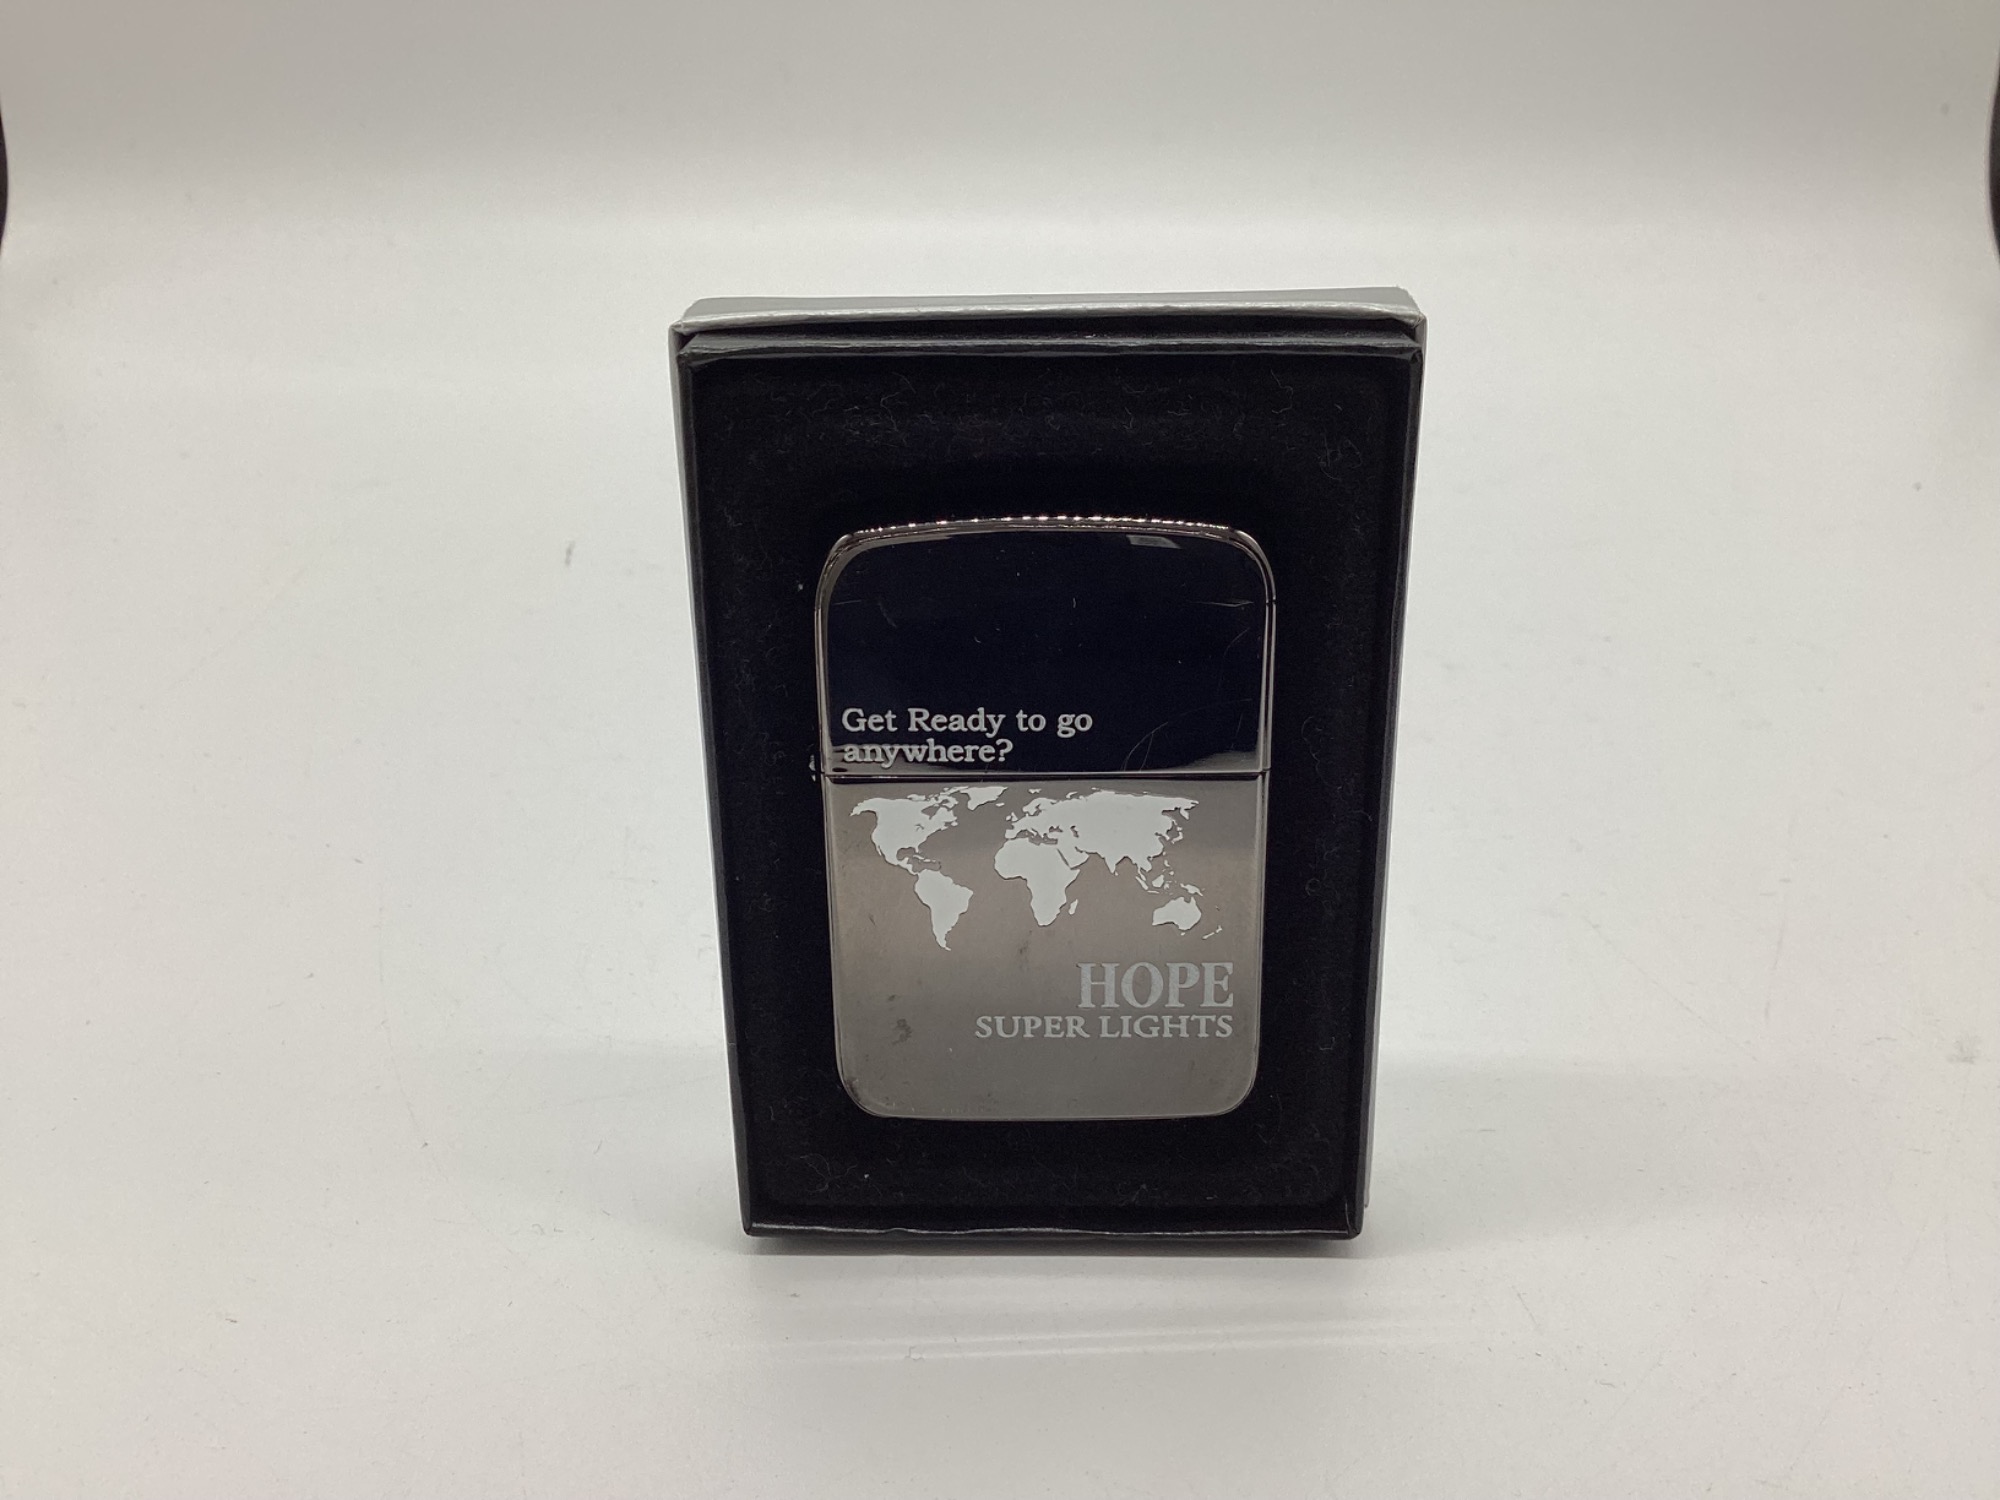 Get Ready to go
anywhere?
HOPE
SUPER LIGHTS